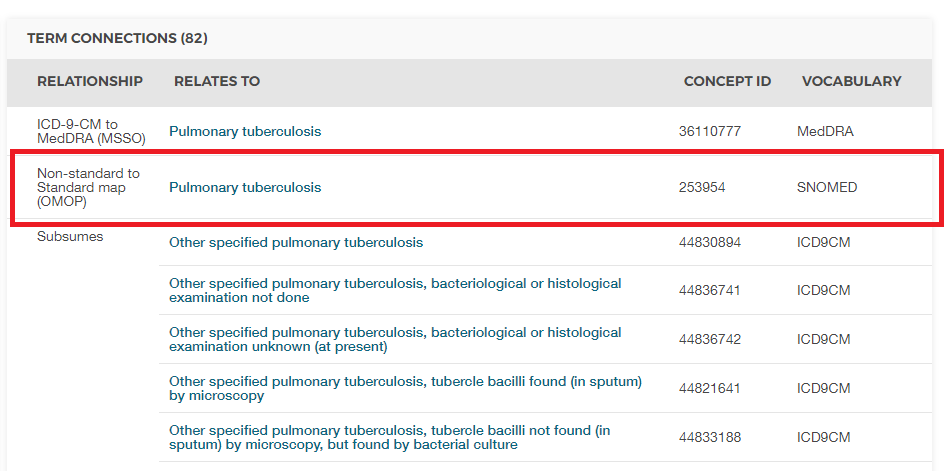 TERM CONNECTIONS (82)
RELATIONSHIP RELATES TO CONCEPT ID VOCABULARY
ICD-9-CM to
MedDRA (MSSO)
Pulmonary tuberculosis 36110777 MedDRA
Non-standard to
Standard map
(OMOP)
Pulmonary tuberculosis 253954 SNOMED
Subsumes
Other specified pulmonary tuberculosis 44830894 ICD9CM
Other specified pulmonary tuberculosis, bacteriological or histological
examination not done
44836741 ICD9CM
Other specified pulmonary tuberculosis, bacteriological or histological
examination unknown (at present)
44836742 ICD9CM
Other specified pulmonary tuberculosis, tubercle bacilli found (in sputum)
by microscopy
44821641 ICD9CM
Other specified pulmonary tuberculosis, tubercle bacilli not found (in
sputum) by microscopy, but found by bacterial culture
44833188 ICD9CM